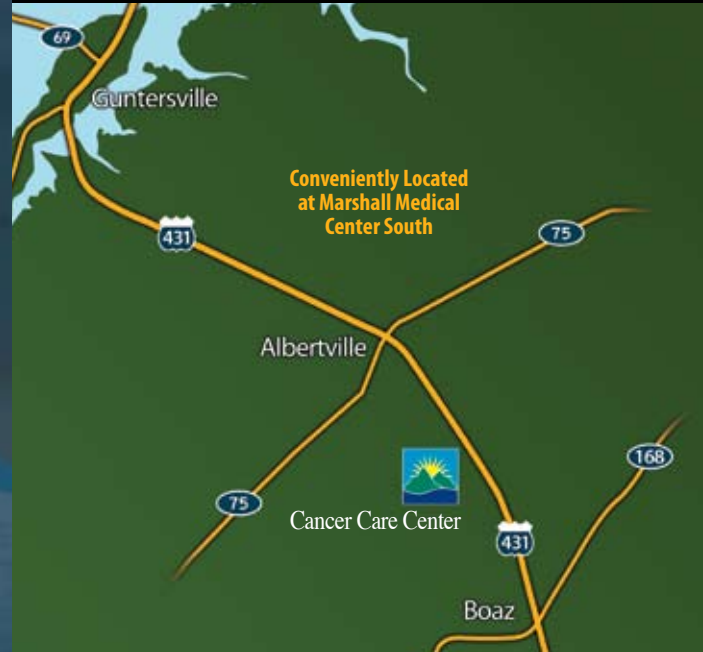 69
Guntersville
Conveniently Located
at Marshall Medical
Center South
431
75
Albertville
168
75
Cancer Care Center
431
Boaz